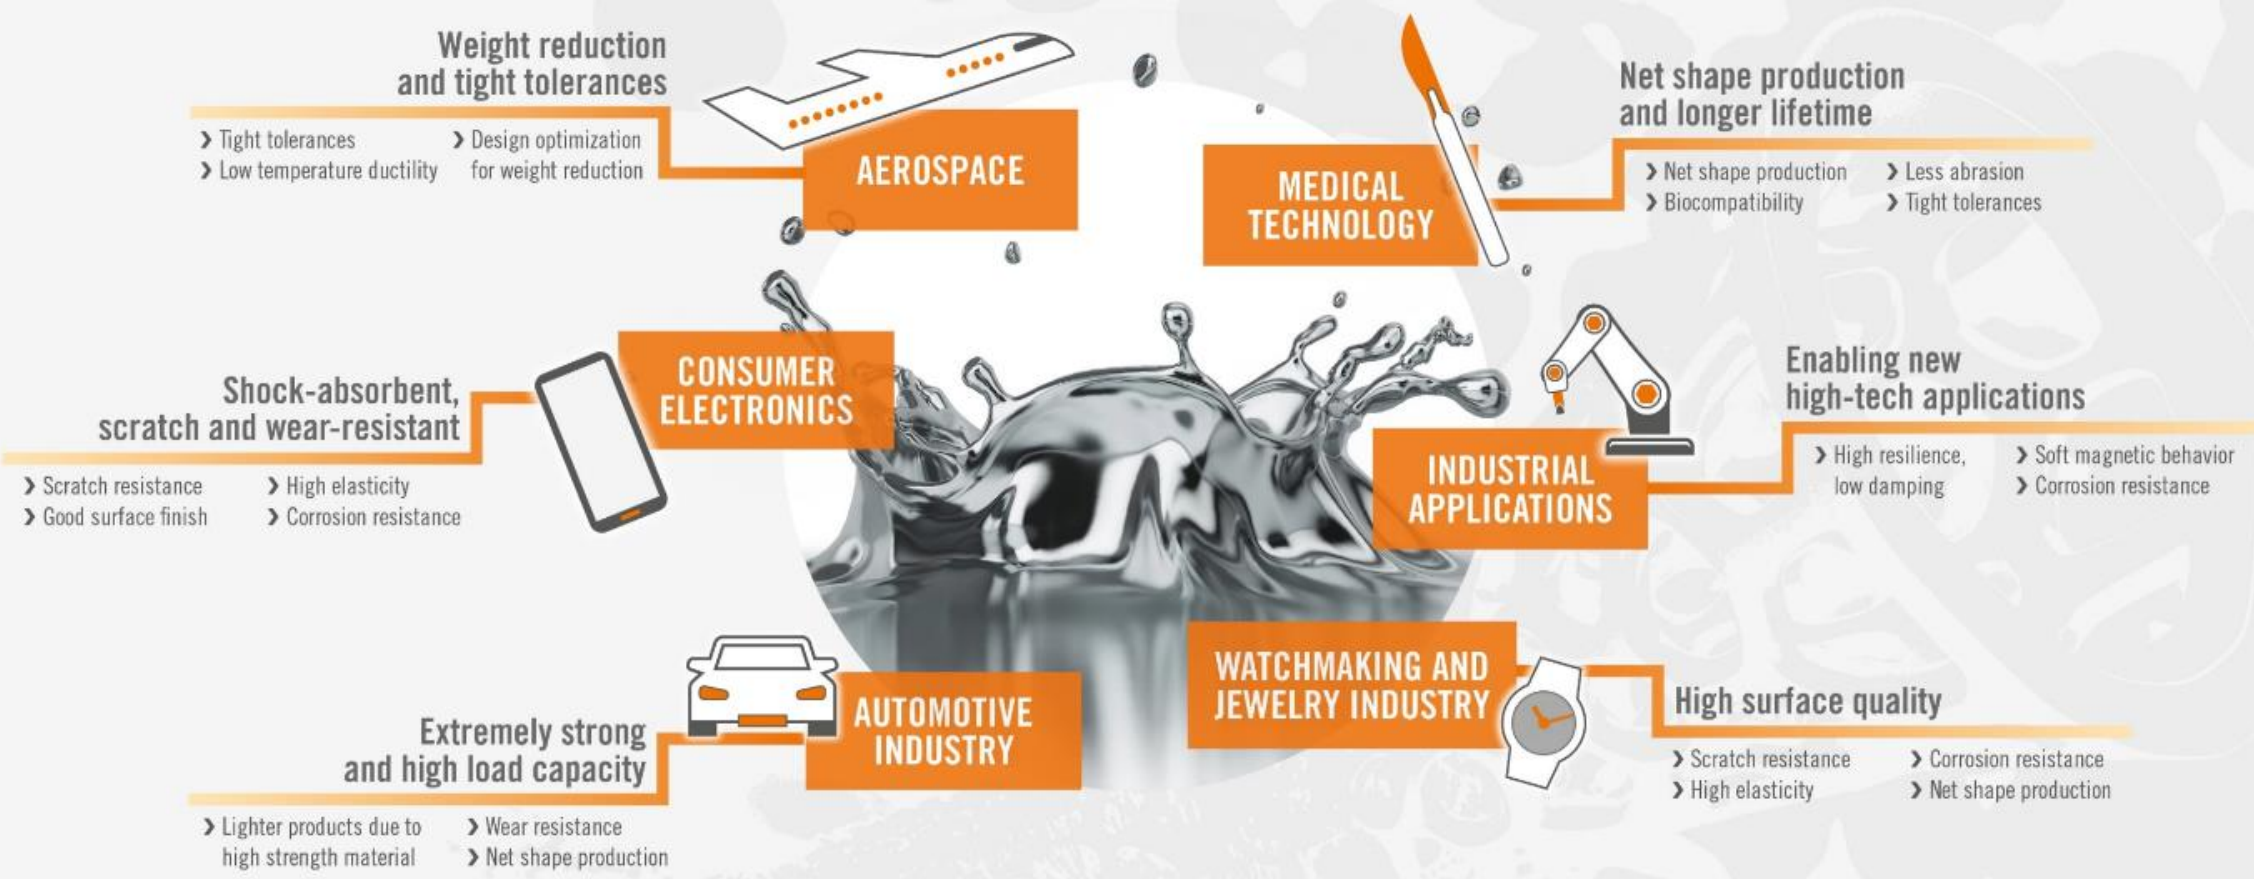 Weight reduction
and tight tolerances
❯ Tight tolerances
❯ Low temperature ductility
❯ Design optimization
for weight reduction
AEROSPACE
MEDICAL
TECHNOLOGY
Net shape production
and longer lifetime
❯ Net shape production
❯ Biocompatibility
❯ Less abrasion
❯ Tight tolerances
CONSUMER
ELECTRONICS
Shock-absorbent,
scratch and wear-resistant
❯ Scratch resistance
❯ Good surface finish
❯ High elasticity
❯ Corrosion resistance
INDUSTRIAL
APPLICATIONS
Enabling new
high-tech applications
❯ High resilience,
low damping
❯ Soft magnetic behavior
❯ Corrosion resistance
AUTOMOTIVE
INDUSTRY
Extremely strong
and high load capacity
❯ Lighter products due to
high strength material
❯ Wear resistance
❯ Net shape production
WATCHMAKING AND
JEWELRY INDUSTRY
High surface quality
❯ Scratch resistance
❯ High elasticity
❯ Corrosion resistance
❯ Net shape production